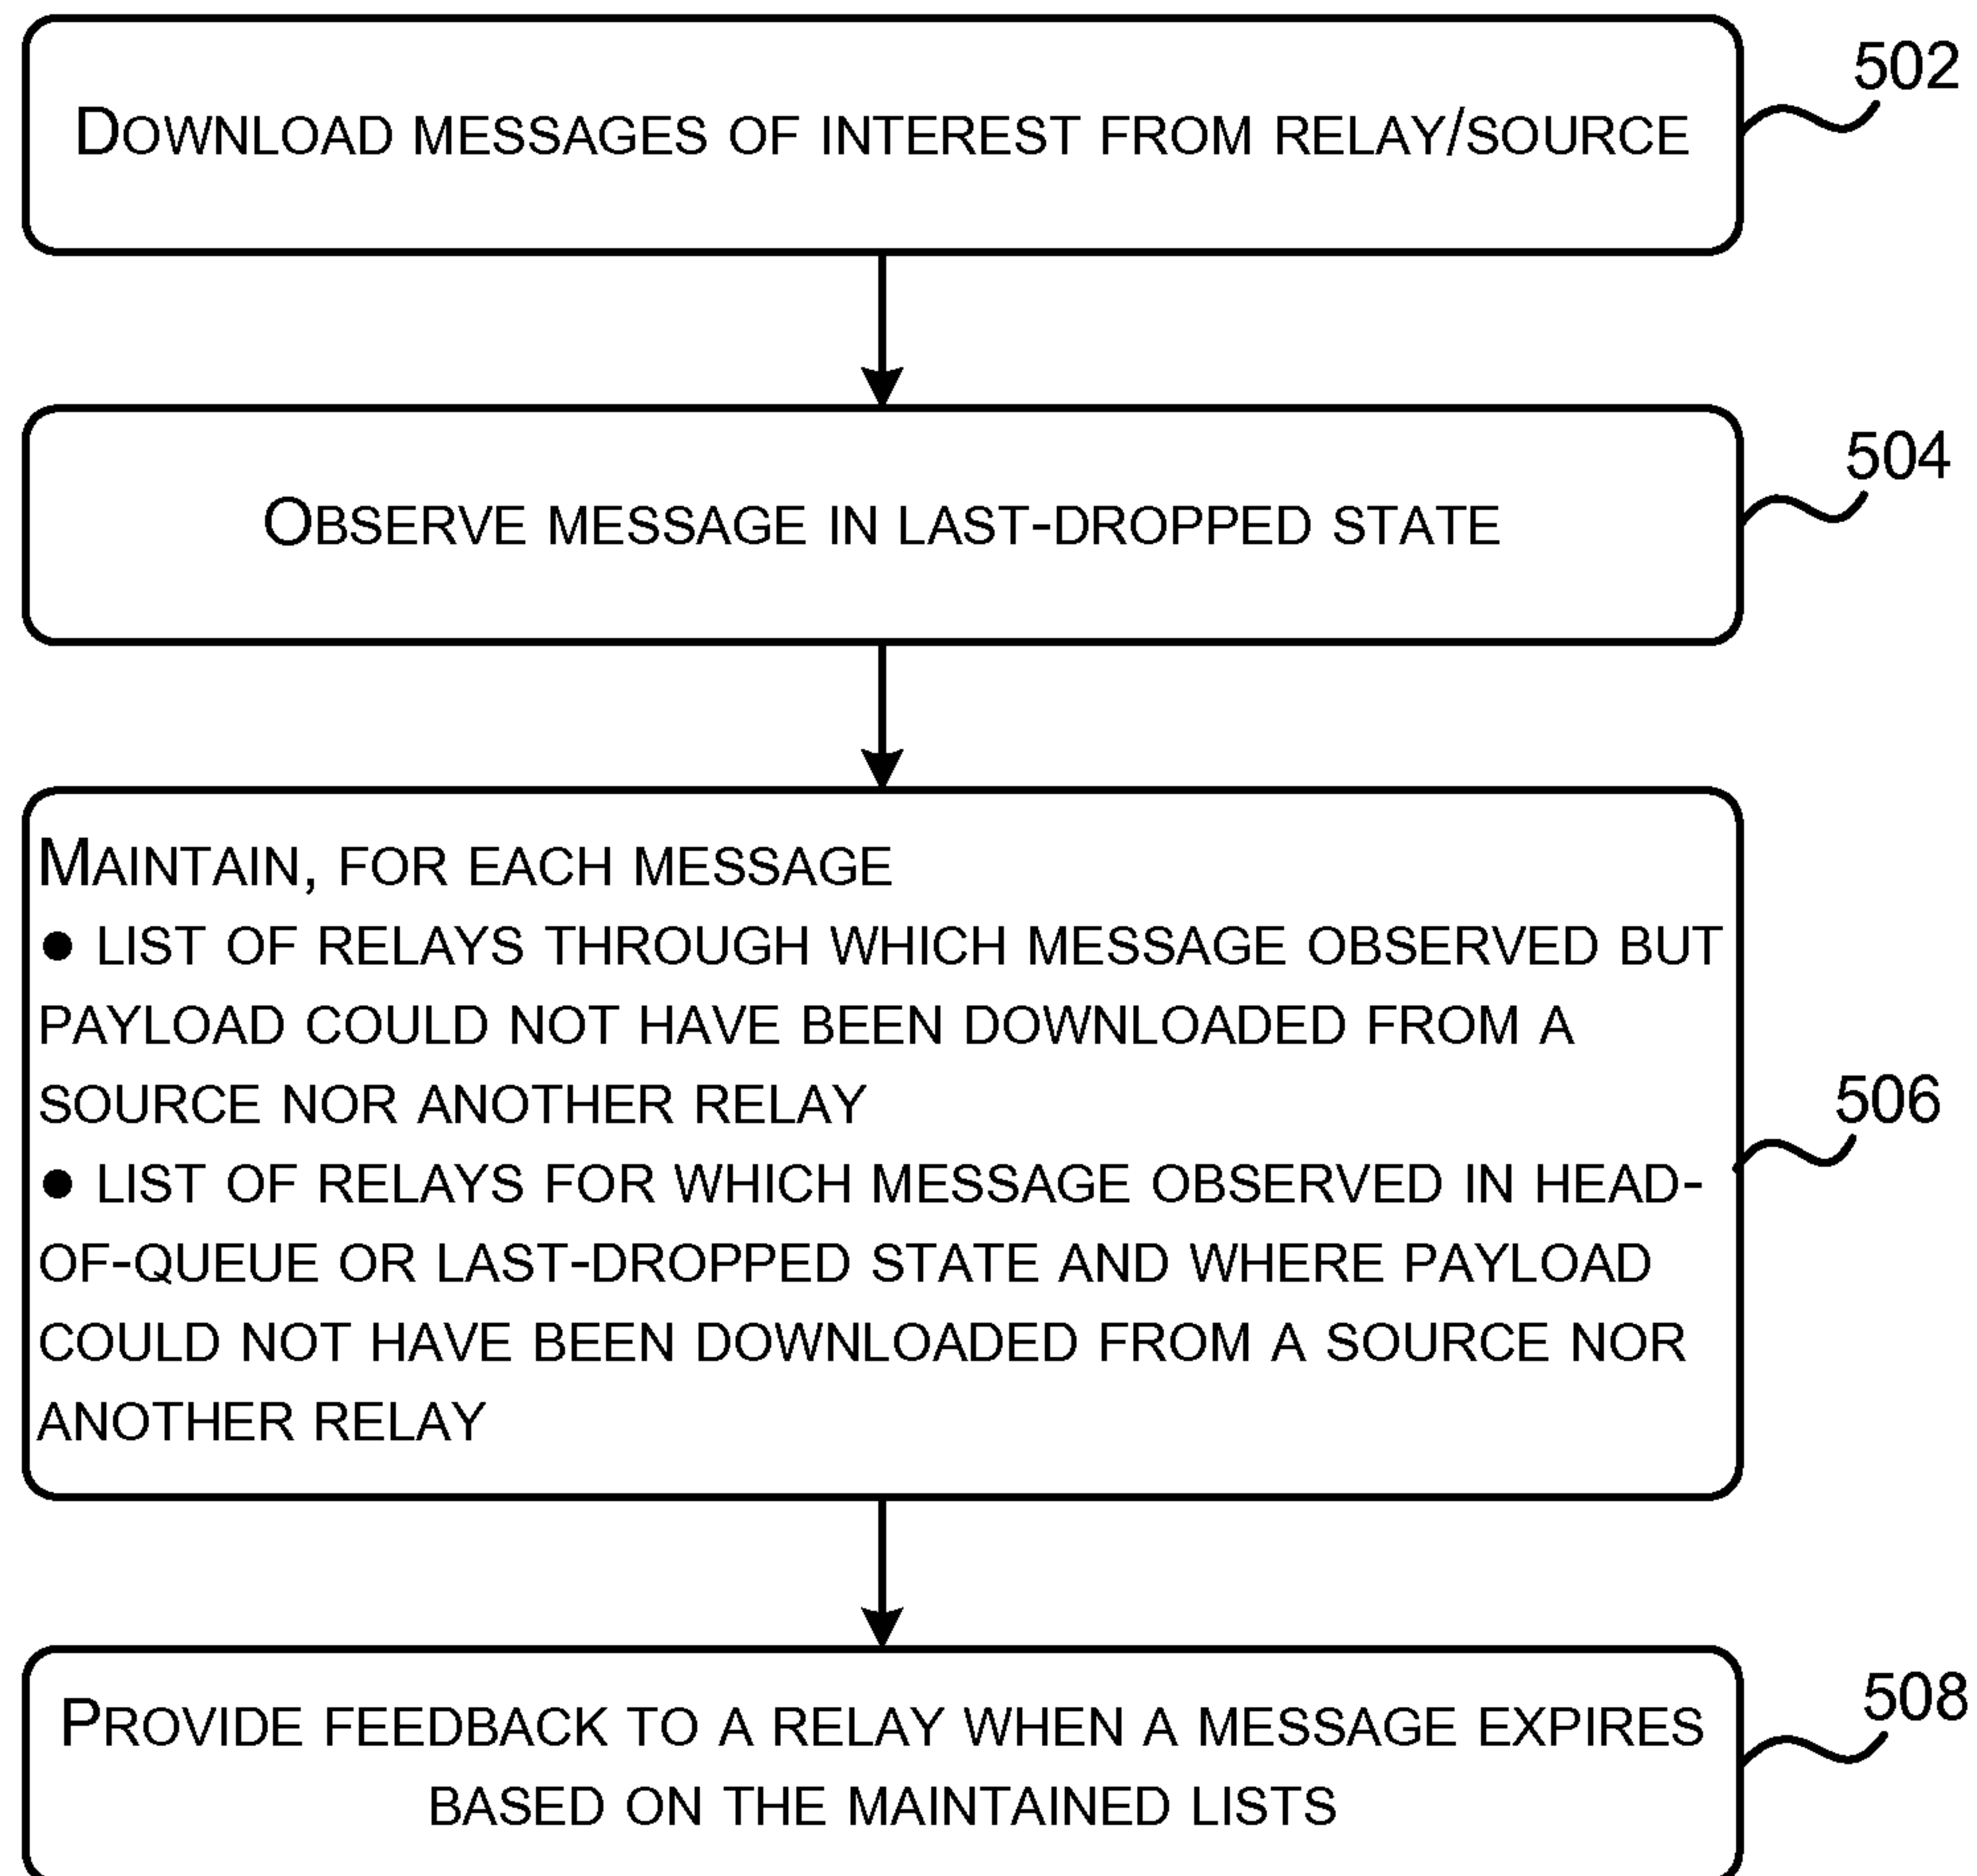 DOWNLOAD MESSAGES OF INTEREST FROM RELAY/SOURCE
502
OBSERVE MESSAGE IN LAST-DROPPED STATE
504
MAINTAIN, FOR EACH MESSAGE
● LIST OF RELAYS THROUGH WHICH MESSAGE OBSERVED BUT
PAYLOAD COULD NOT HAVE BEEN DOWNLOADED FROM A
SOURCE NOR ANOTHER RELAY
● LIST OF RELAYS FOR WHICH MESSAGE OBSERVED IN HEAD-
OF-QUEUE OR LAST-DROPPED STATE AND WHERE PAYLOAD
COULD NOT HAVE BEEN DOWNLOADED FROM A SOURCE NOR
ANOTHER RELAY
506
PROVIDE FEEDBACK TO A RELAY WHEN A MESSAGE EXPIRES
BASED ON THE MAINTAINED LISTS
508